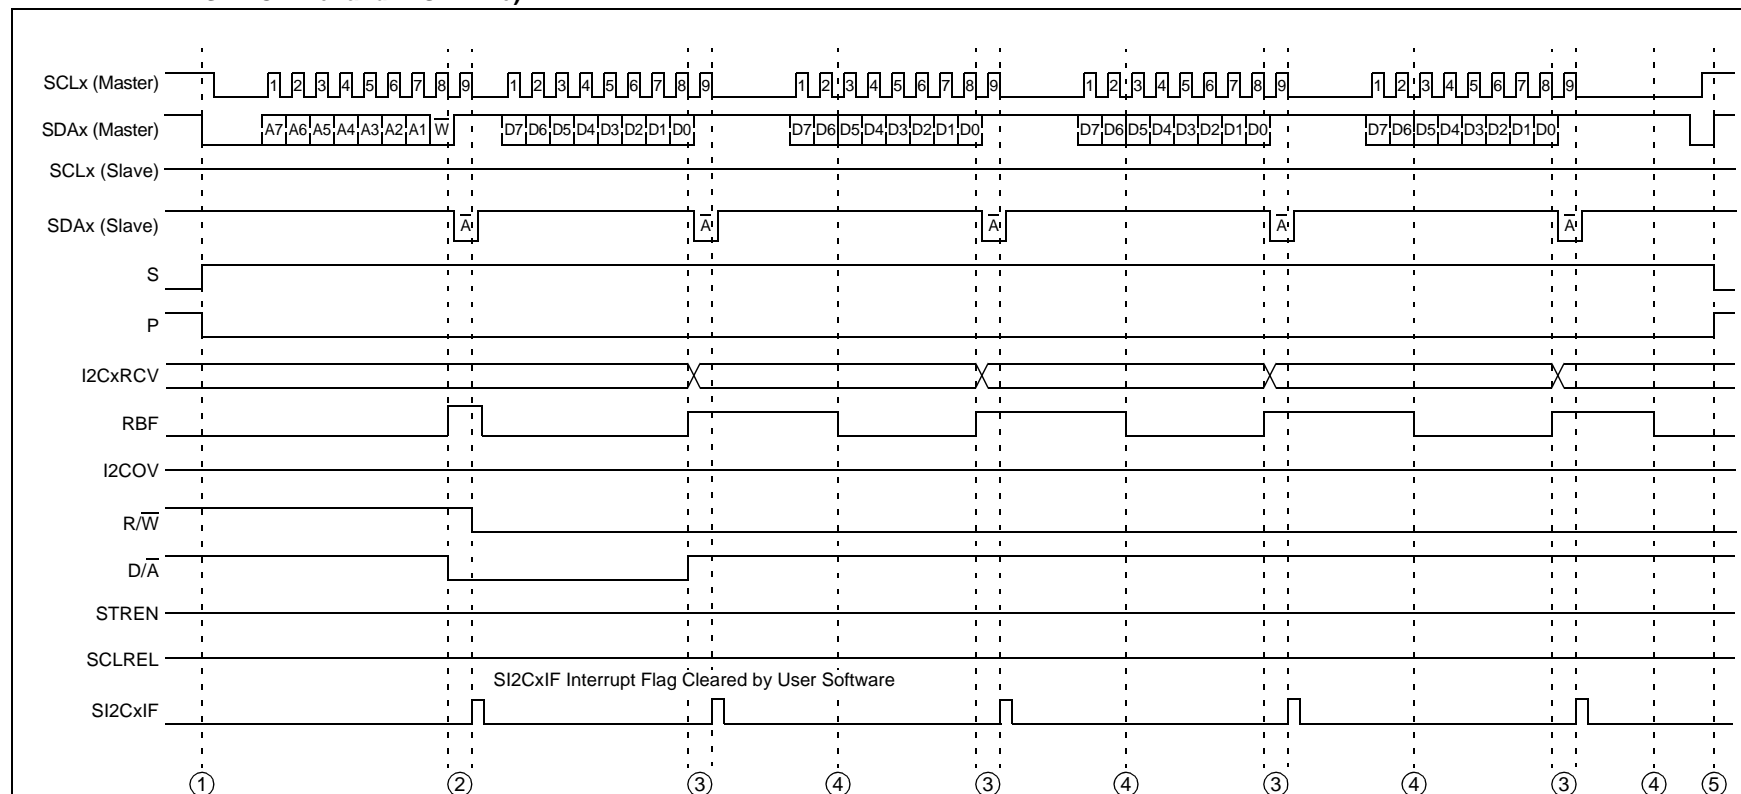 SCLx (Master) 1 2 3 4 5 6 7 8 9 1 2 3 4 5 6 7 8 9 1 2 3 4 5 6 7 8 9 1 2 3 4 5 6 7 8 9 1 2 3 4 5 6 7 8 9
SDAx (Master) A7 A6 A5 A4 A3 A2 A1 W̅ D7 D6 D5 D4 D3 D2 D1 D0 D7 D6 D5 D4 D3 D2 D1 D0 D7 D6 D5 D4 D3 D2 D1 D0 D7 D6 D5 D4 D3 D2 D1 D0
SCLx (Slave)
SDAx (Slave) A̅ A̅ A̅ A̅ A̅
S
P
I2CxRCV
RBF
I2COV
R/W̅
D/A̅
STREN
SCLREL
SI2CxIF Interrupt Flag Cleared by User Software
SI2CxIF
1 2 3 4 3 4 3 4 3 4 5